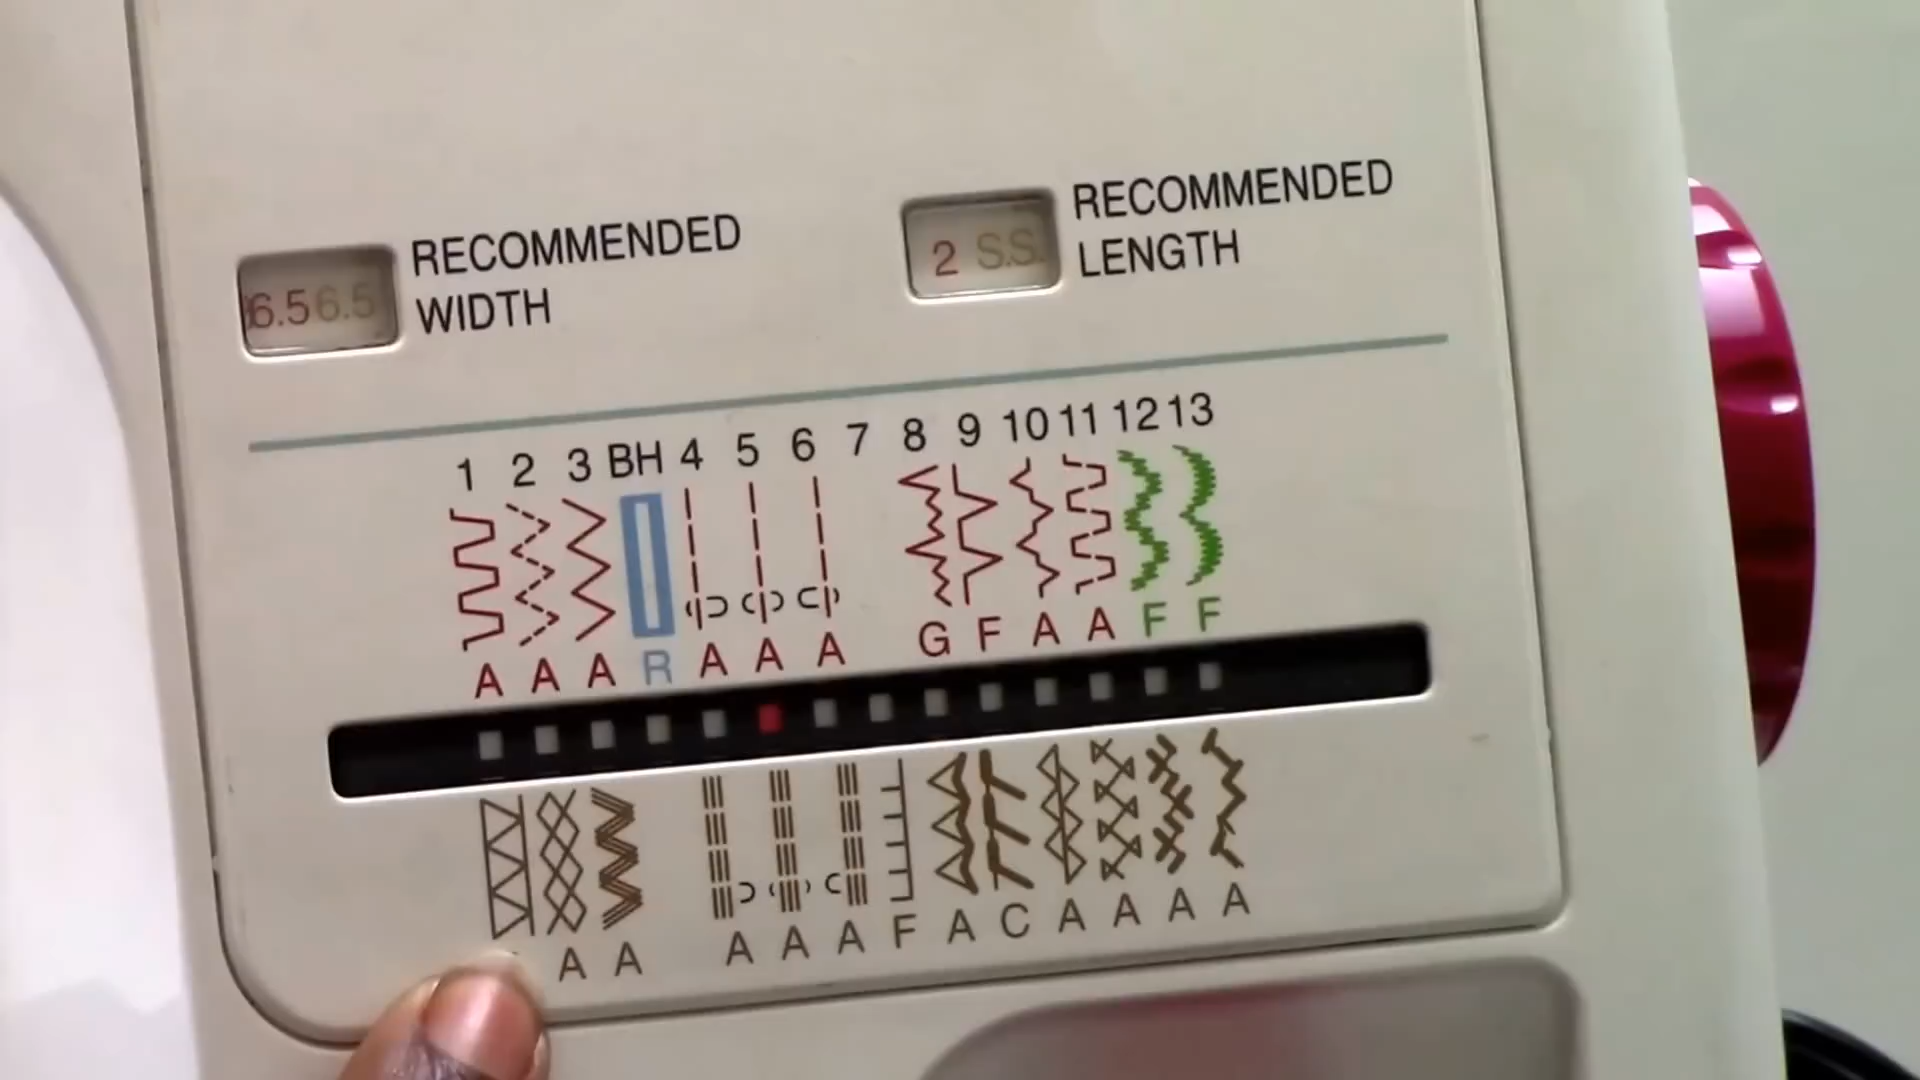 RECOMMENDED
WIDTH
6.5 6.5
RECOMMENDED
LENGTH
2 S.S.
1 2 3 BH 4 5 6 7 8 9 10 11 12 13
A A A R A A A G F A A F F
A A A A A F A C A A A A